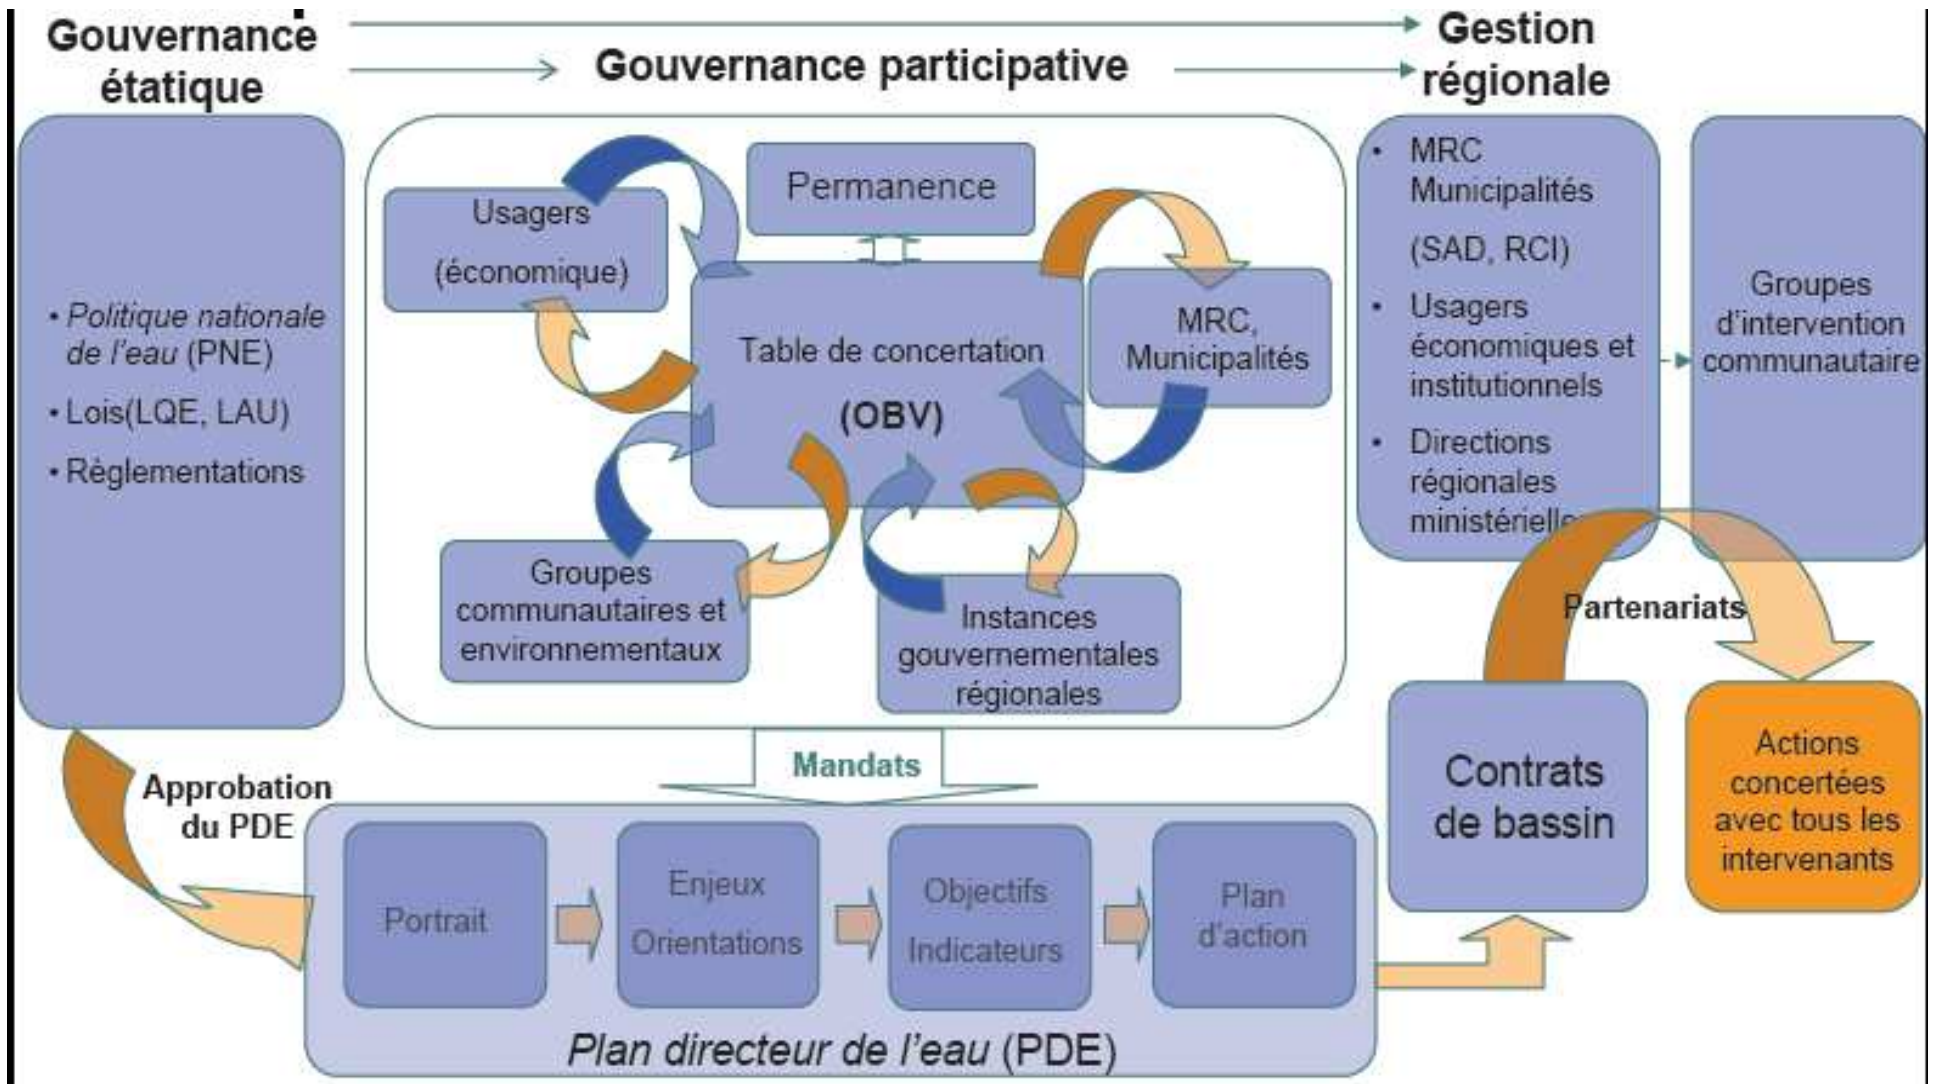 Gouvernance
étatique
Gouvernance participative
Gestion
régionale
• Politique nationale
de l’eau (PNE)
• Lois(LQE, LAU)
• Règlementations
Usagers
(économique)
Permanence
Table de concertation
(OBV)
MRC,
Municipalités
Groupes
communautaires et
environnementaux
Instances
gouvernementales
régionales
• MRC
Municipalités
(SAD, RCI)
• Usagers
économiques et
institutionnels
• Directions
régionales
ministérielle
Groupes
d’intervention
communautaire
Partenariats
Mandats
Approbation
du PDE
Portrait
Enjeux
Orientations
Objectifs
Indicateurs
Plan
d’action
Plan directeur de l’eau (PDE)
Contrats
de bassin
Actions
concertées
avec tous les
intervenants